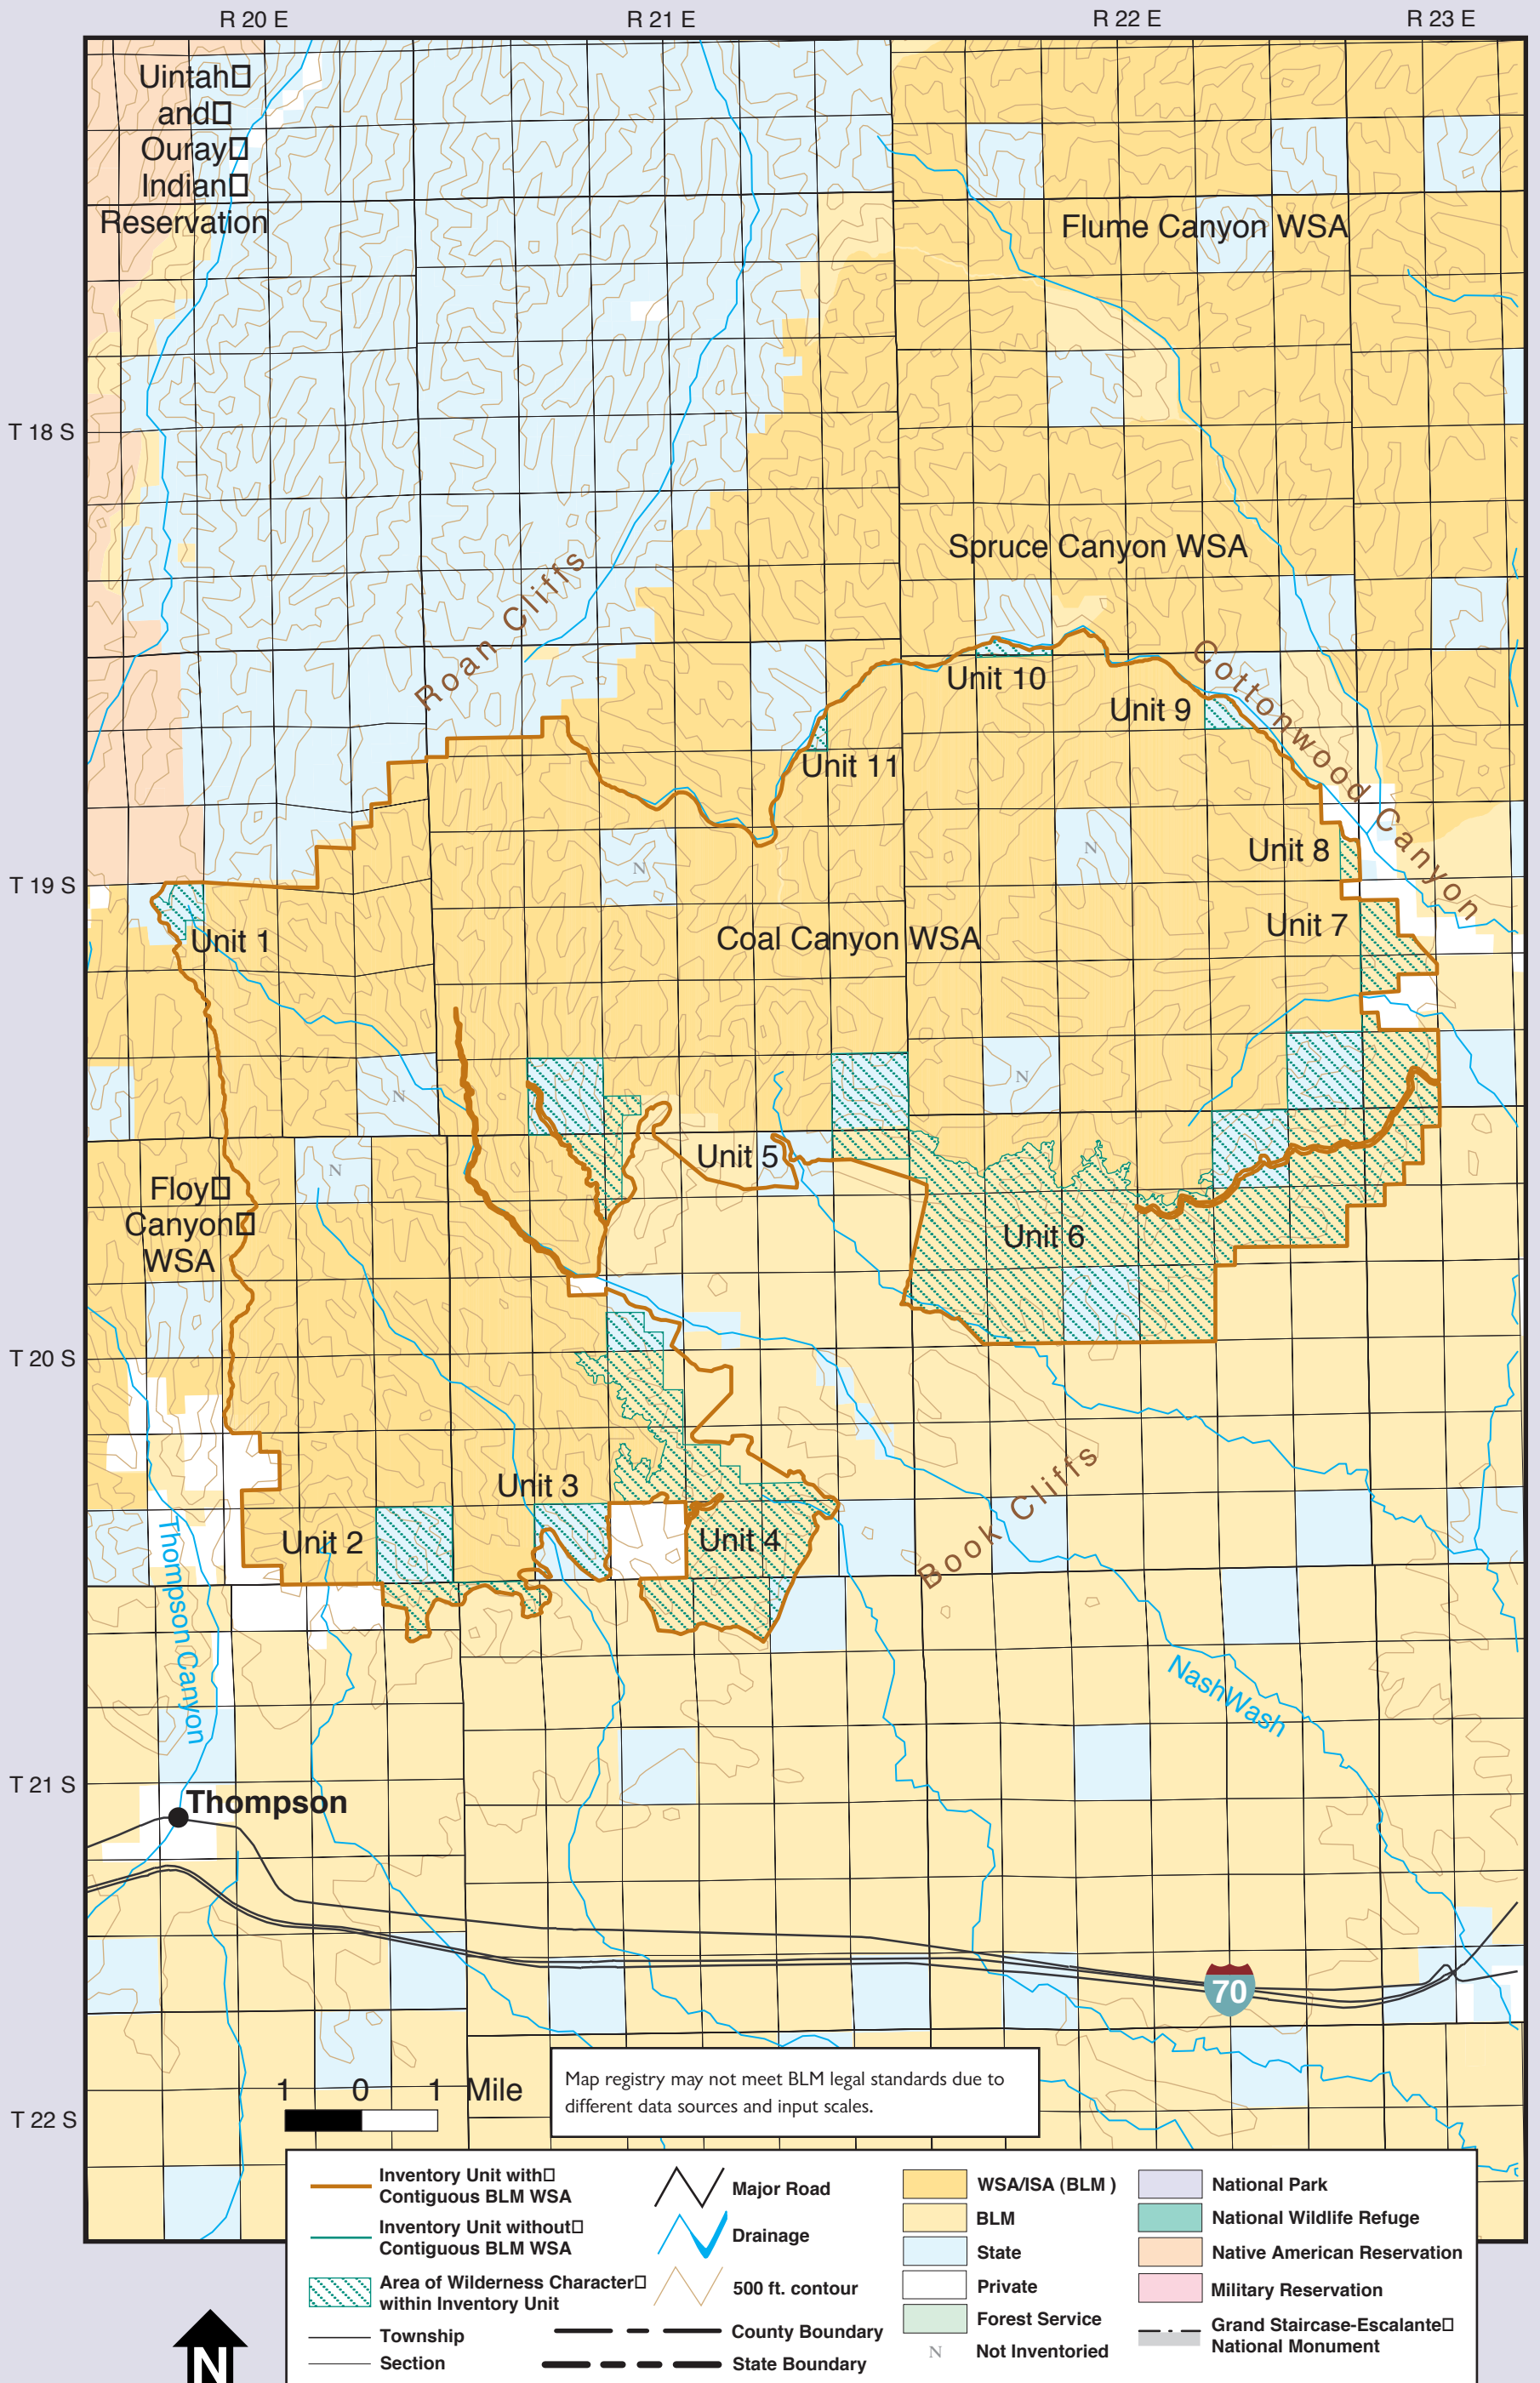 R 20 E
R 21 E
R 22 E
R 23 E
Uintah
and
Ouray
Indian
Reservation
Flume Canyon WSA
T 18 S
Spruce Canyon WSA
Roan Cliffs
Cottonwood Canyon
Unit 10
Unit 9
Unit 11
Unit 8
N
N
T 19 S
Unit 7
Unit 1
Coal Canyon WSA
N
N
Unit 5
N
Floy
Canyon
WSA
Unit 6
T 20 S
Unit 3
Unit 2
Unit 4
Book Cliffs
Thompson Canyon
NashWash
T 21 S
Thompson
70
1 0 1 Mile
Map registry may not meet BLM legal standards due to
different data sources and input scales.
T 22 S
Inventory Unit with
Contiguous BLM WSA
Inventory Unit without
Contiguous BLM WSA
Area of Wilderness Character
within Inventory Unit
Township
Section
Major Road
Drainage
500 ft. contour
County Boundary
State Boundary
WSA/ISA (BLM )
BLM
State
Private
Forest Service
N Not Inventoried
National Park
National Wildlife Refuge
Native American Reservation
Military Reservation
Grand Staircase-Escalante
National Monument
N